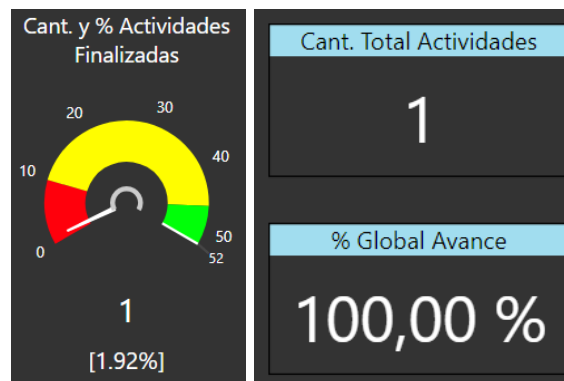 Cant. y % Actividades
Finalizadas
0
10
20
30
40
50
52
1
[1.92%]
Cant. Total Actividades
1
% Global Avance
100,00 %